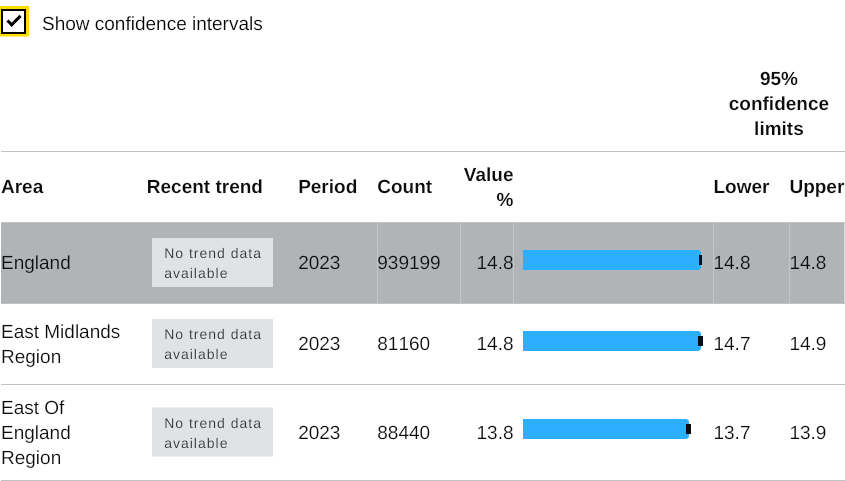 Show confidence intervals
95%
confidence
limits
Area Recent trend Period Count Value % Lower Upper
England No trend data available 2023 939199 14.8 14.8 14.8
East Midlands Region No trend data available 2023 81160 14.8 14.7 14.9
East Of England Region No trend data available 2023 88440 13.8 13.7 13.9